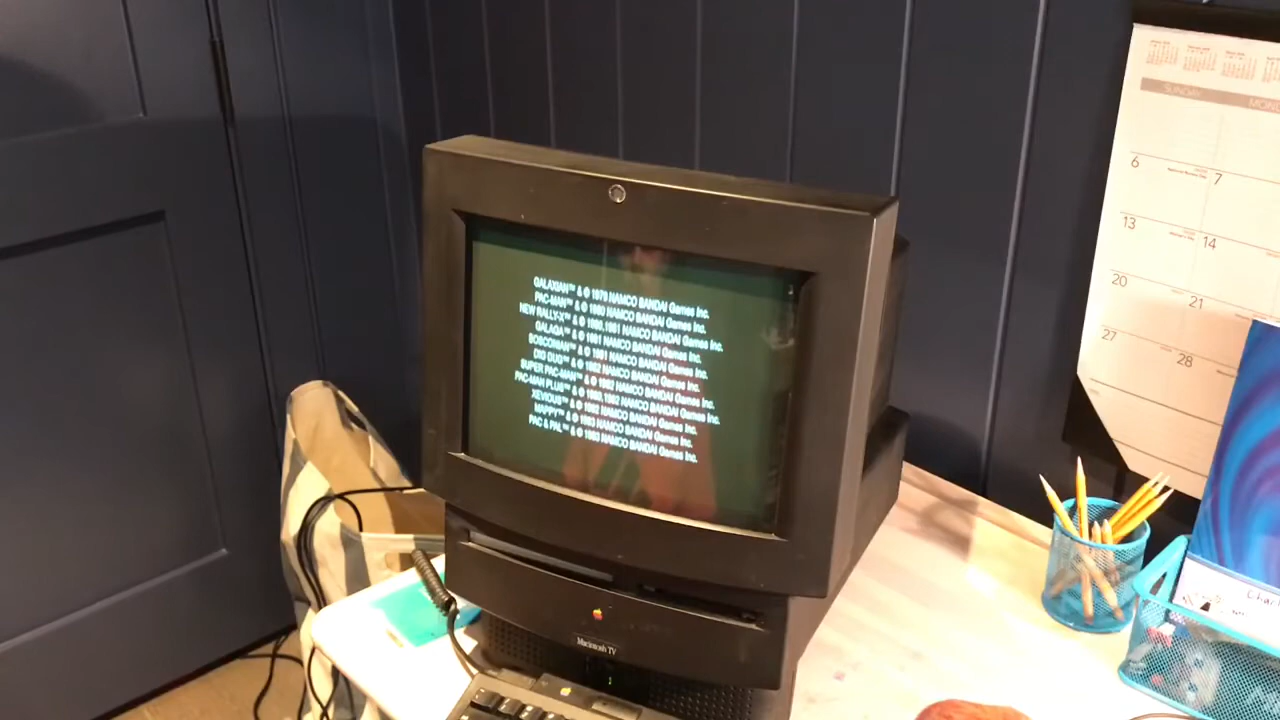 GALAXIAN™ & © 1979 NAMCO BANDAI Games Inc.
PAC-MAN™ & © 1980 NAMCO BANDAI Games Inc.
NEW RALLY-X™ & © 1980,1981 NAMCO BANDAI Games Inc.
GALAGA™ & © 1981 NAMCO BANDAI Games Inc.
BOSCONIAN™ & © 1981 NAMCO BANDAI Games Inc.
DIG DUG™ & © 1982 NAMCO BANDAI Games Inc.
SUPER PAC-MAN™ & © 1982 NAMCO BANDAI Games Inc.
PAC-MAN PLUS™ & © 1980,1982 NAMCO BANDAI Games Inc.
XEVIOUS™ & © 1982 NAMCO BANDAI Games Inc.
MAPPY™ & © 1983 NAMCO BANDAI Games Inc.
PAC & PAL™ & © 1983 NAMCO BANDAI Games Inc.
Macintosh TV
SUNDAY
6 7
13 14
20 21
27 28